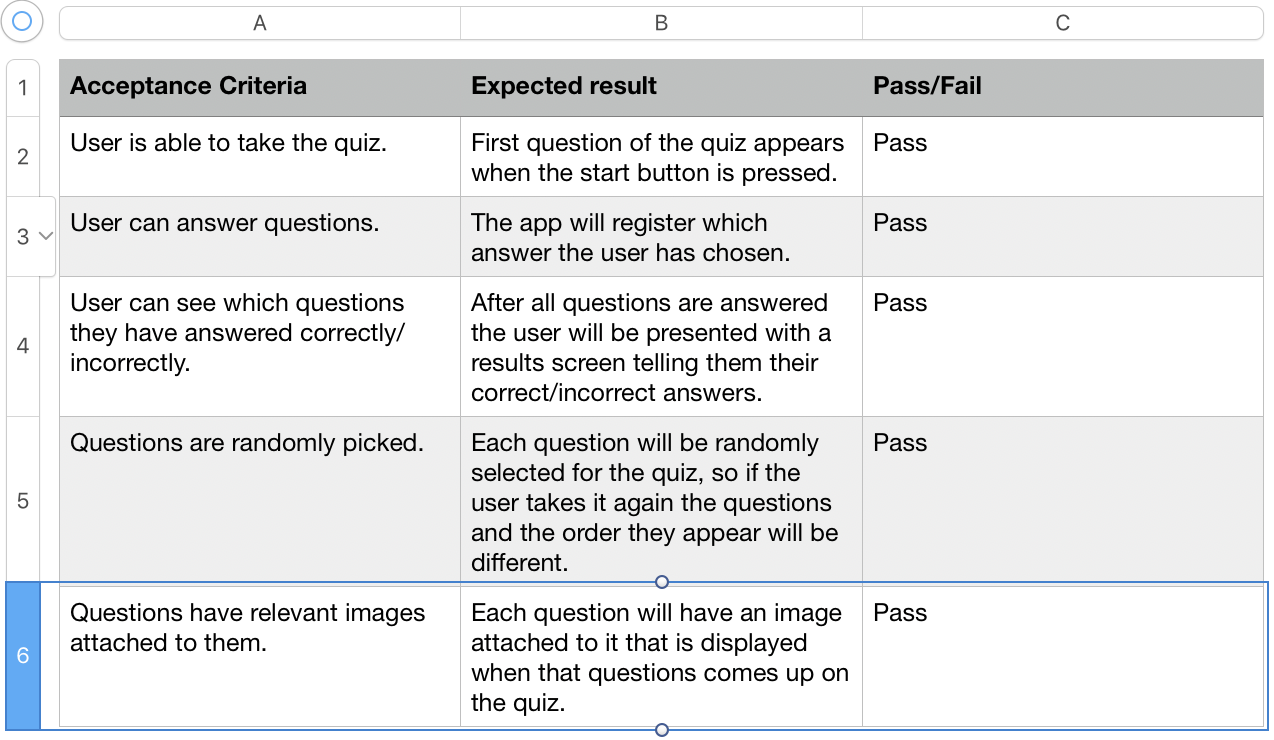 A B C
1 Acceptance Criteria Expected result Pass/Fail
2 User is able to take the quiz. First question of the quiz appears
when the start button is pressed. Pass
3 User can answer questions. The app will register which
answer the user has chosen. Pass
4 User can see which questions
they have answered correctly/
incorrectly. After all questions are answered
the user will be presented with a
results screen telling them their
correct/incorrect answers. Pass
5 Questions are randomly picked. Each question will be randomly
selected for the quiz, so if the
user takes it again the questions
and the order they appear will be
different. Pass
6 Questions have relevant images
attached to them. Each question will have an image
attached to it that is displayed
when that questions comes up on
the quiz. Pass